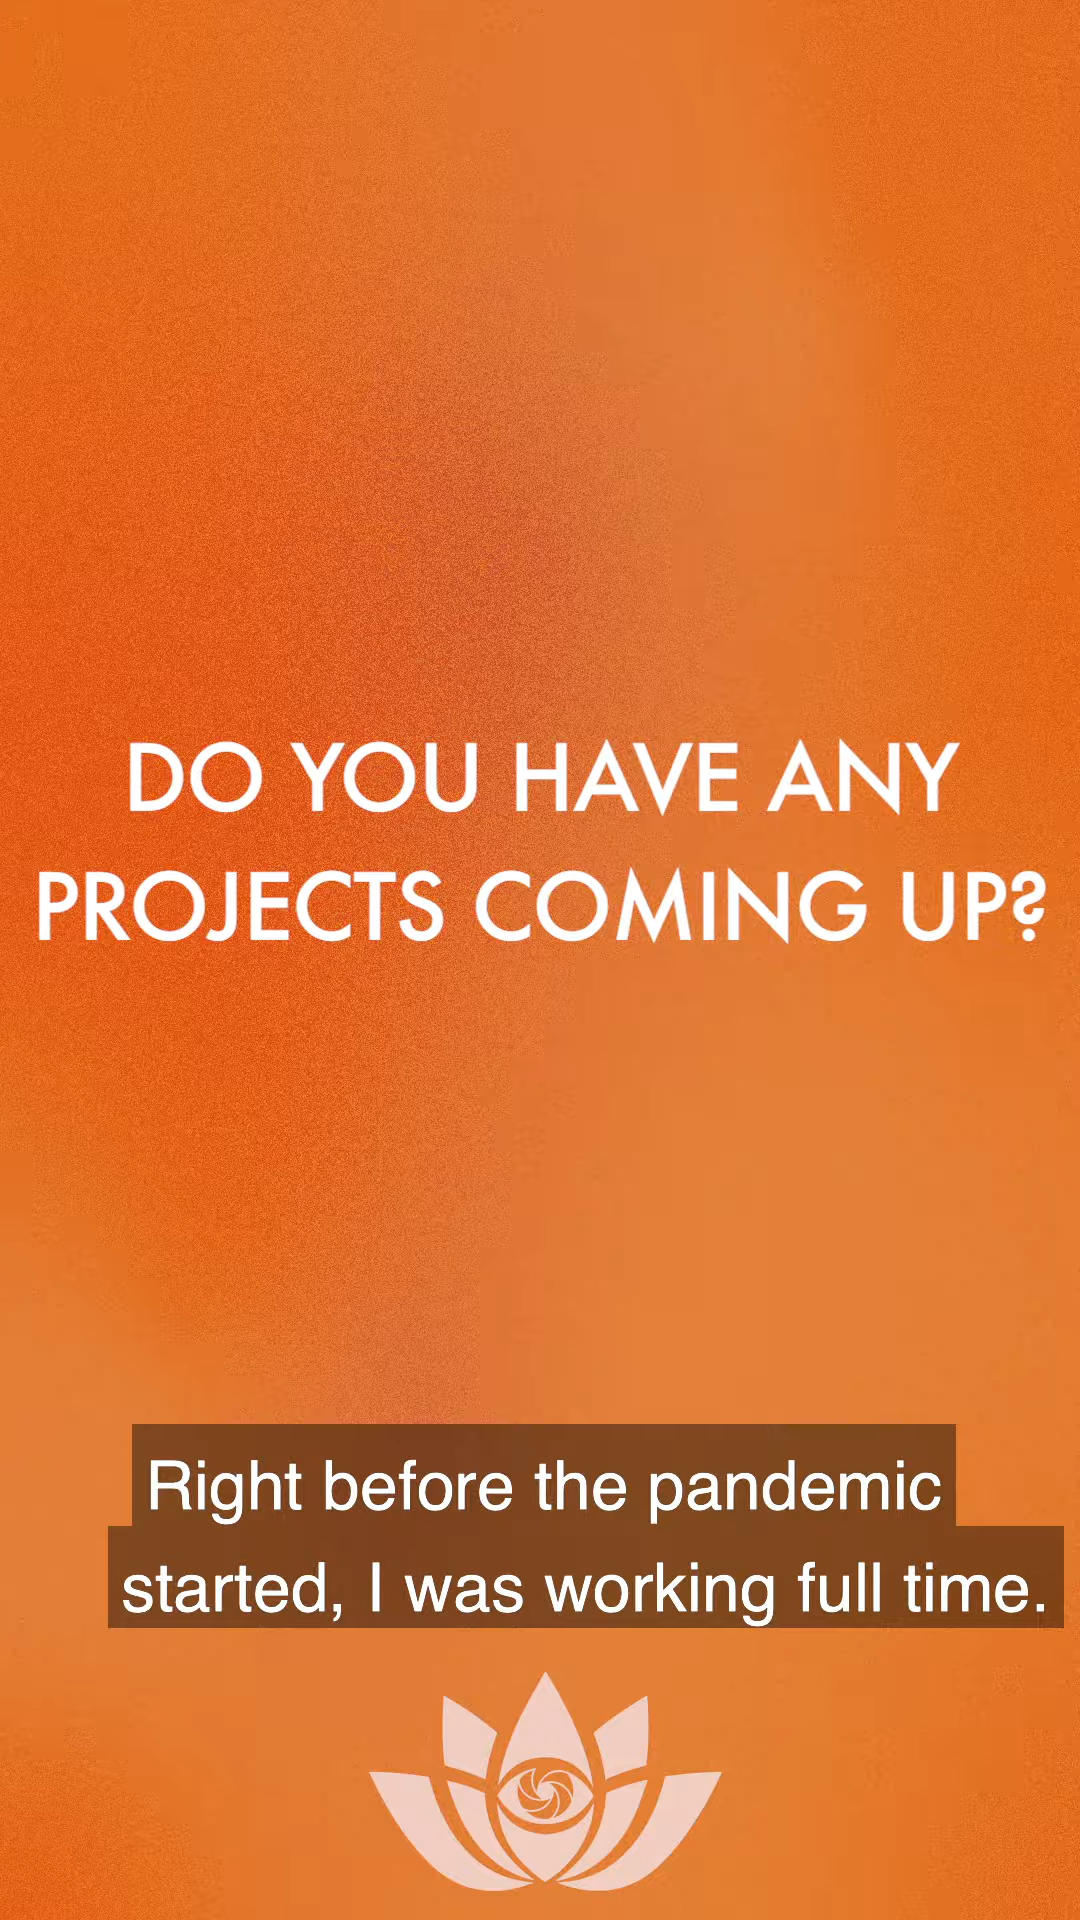 DO YOU HAVE ANY
PROJECTS COMING UP?
Right before the pandemic
started, I was working full time.